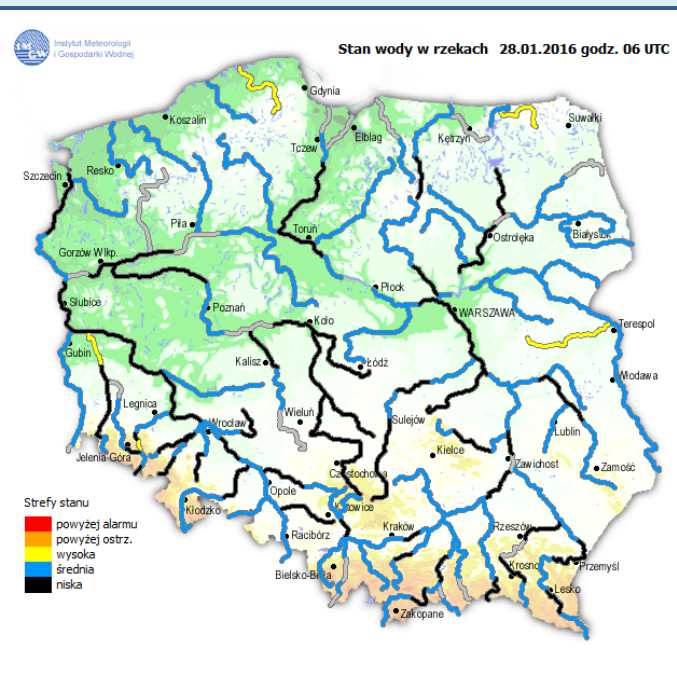 Instytut Meteorologii
i Gospodarki Wodnej
Stan wody w rzekach 28.01.2016 godz. 06 UTC
Gdynia
Koszalin
Suwałki
Elbląg
Kętrzyn
Tczew
Resko
Szczecin
Piła
Toruń
Ostrołęka
Białystok
Gorzów Wlkp.
Płock
Słubice
Poznań
WARSZAWA
Koło
Terespol
Gubin
Kalisz
Łódź
Włodawa
Legnica
Wieluń
Wrocław
Sulejów
Lublin
Jelenia Góra
Kielce
Zawichost
Zamość
Częstochowa
Opole
Strefy stanu
Kłodzko
Katowice
powyżej alarmu
Kraków
Rzeszów
powyżej ostrz.
Racibórz
wysoka
Krosno
Przemyśl
średnia
Bielsko-Biała
niska
Lesko
Zakopane